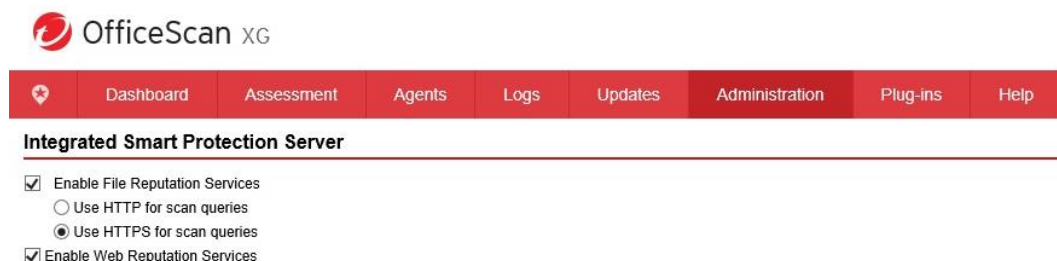 OfficeScan XG
Dashboard Assessment Agents Logs Updates Administration Plug-ins Help
Integrated Smart Protection Server
Enable File Reputation Services
Use HTTP for scan queries
Use HTTPS for scan queries
Enable Web Reputation Services